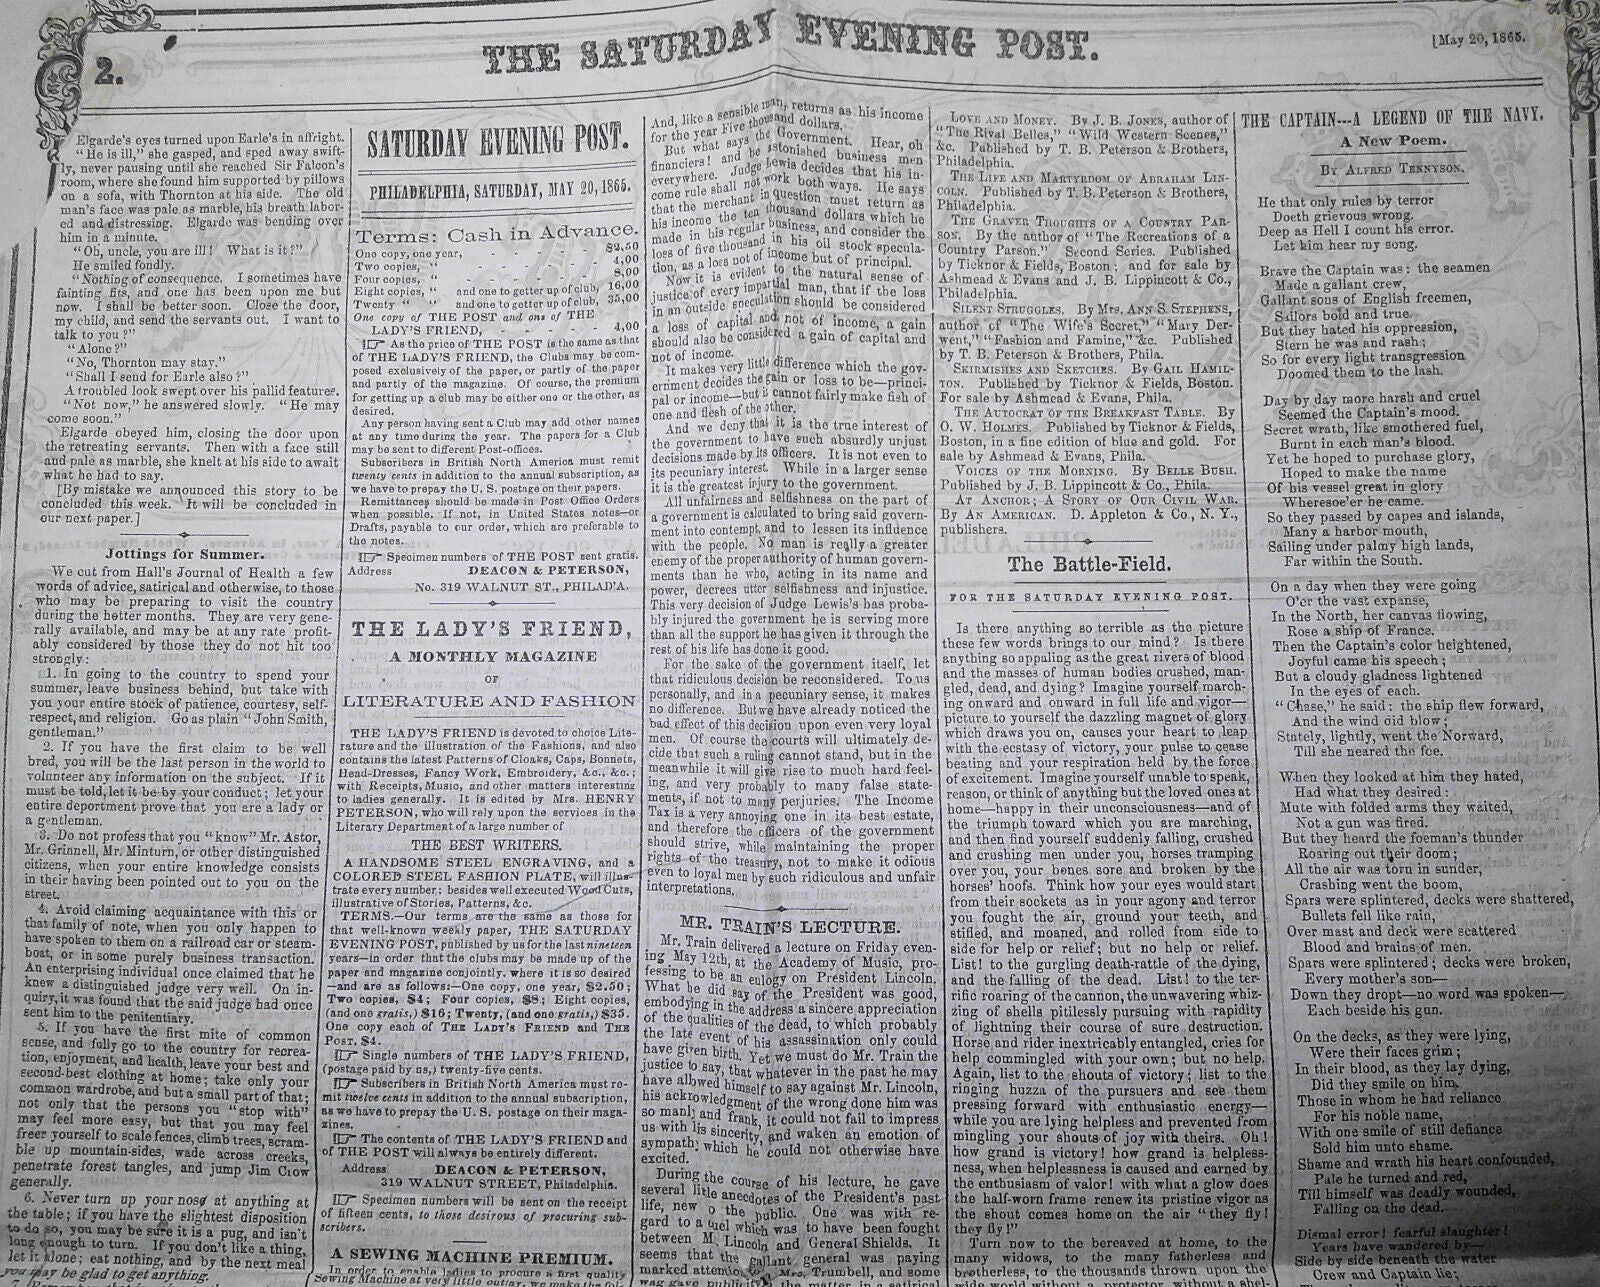 2.
THE SATURDAY EVENING POST.
[May 20, 1865.
Elgarde's eyes turned upon Earle's in affright.
"He is ill," she gasped, and sped away swift-
ly, never pausing until she reached Sir Falcon's
room, where she found him supported by pillows
on a sofa, with Thornton at his side. The old
man's face was pale as marble, his breath labor-
ed and distressing. Elgarde was bending over
him in a minute.
"Oh, uncle, you are ill! What is it?"
He smiled fondly.
"Nothing of consequence. I sometimes have
fainting fits, and one has been upon me but
now. I shall be better soon. Close the door,
my child, and send the servants out. I want to
talk to you?"
"Alone?"
"No, Thornton may stay."
"Shall I send for Earle also?"
A troubled look swept over his pallid features.
"Not now," he answered slowly. "He may
come soon."
Elgarde obeyed him, closing the door upon
the retreating servants. Then with a face still
and pale as marble, she knelt at his side to await
what he had to say.
[By mistake we announced this story to be
concluded this week. It will be concluded in
our next paper.]
Jottings for Summer.
We cut from Hall's Journal of Health a few
words of advice, satirical and otherwise, to those
who may be preparing to visit the country
during the hotter months. They are very gene-
rally available, and may be at any rate profit-
ably considered by those they do not hit too
strongly:
1. In going to the country to spend your
summer, leave business behind, but take with
you your entire stock of patience, courtesy, self-
respect, and religion. Go as plain "John Smith,
gentleman."
2. If you have the first claim to be well
bred, you will be the last person in the world to
volunteer any information on the subject. If it
must be told, let it be by your conduct; let your
entire deportment prove that you are a lady or
a gentleman.
3. Do not profess that you "know" Mr. Astor,
Mr. Grinnell, Mr. Minturn, or other distinguished
citizens, when your entire knowledge consists
in their having been pointed out to you on the
street.
4. Avoid claiming acquaintance with this or
that family of note, when you only happen to
have spoken to them on a railroad car or steam-
boat, or in some purely business transaction.
An enterprising individual once claimed that he
knew a distinguished judge very well. On in-
quiry, it was found that the said judge had once
sent him to the penitentiary.
5. If you have the first mite of common
sense, and fully go to the country for recrea-
tion, enjoyment, and health, leave your best and
second-best clothing at home; take only your
common wardrobe, and but a small part of that;
not only that the persons you "stop with"
may feel more easy, but that you may feel
freer yourself to scale fences, climb trees, scram-
ble up mountain-sides, wade across creeks,
penetrate forest tangles, and jump Jim Crow
generally.
6. Never turn up your nose at anything at
the table; if you have the slightest disposition
to do so, you may be sure it is a pug, and isn't
long enough to turn. If you don't like a thing,
let it alone; eat nothing, and by the next meal
you may be glad to get anything.
SATURDAY EVENING POST.
PHILADELPHIA, SATURDAY, MAY 20, 1865.
Terms: Cash in Advance.
One copy, one year, - - - - $2,50
Two copies, " - - - - 4,00
Four copies, " - - - - 8,00
Eight copies, " and one to getter up of club, 16,00
Twenty " " and one to getter up of club, 35,00
One copy of THE POST and one of THE
LADY'S FRIEND, - - - - 4,00
☞ As the price of THE POST is the same as that
of THE LADY'S FRIEND, the Clubs may be com-
posed exclusively of the paper, or partly of the paper
and partly of the magazine. Of course, the premium
for getting up a club may be either one or the other, as
desired.
Any person having sent a Club may add other names
at any time during the year. The papers for a Club
may be sent to different Post-offices.
Subscribers in British North America must remit
twenty cents in addition to the annual subscription, as
we have to prepay the U. S. postage on their papers.
Remittances should be made in Post Office Orders
when possible. If not, in United States notes—or
Drafts, payable to our order, which are preferable to
the notes.
☞ Specimen numbers of THE POST sent gratis.
Address DEACON & PETERSON,
No. 319 WALNUT ST., PHILAD'A.
THE LADY'S FRIEND,
A MONTHLY MAGAZINE
OF
LITERATURE AND FASHION
THE LADY'S FRIEND is devoted to choice Lite-
rature and the illustration of the Fashions, and also
contains the latest Patterns of Cloaks, Caps, Bonnets,
Head-Dresses, Fancy Work, Embroidery, &c., &c.;
with Receipts, Music, and other matters interesting
to ladies generally. It is edited by Mrs. HENRY
PETERSON, who will rely upon the services in the
Literary Department of a large number of
THE BEST WRITERS.
A HANDSOME STEEL ENGRAVING, and a
COLORED STEEL FASHION PLATE, will illus-
trate every number; besides well executed Wood Cuts,
illustrative of Stories, Patterns, &c.
TERMS.—Our terms are the same as those for
that well-known weekly paper, THE SATURDAY
EVENING POST, published by us for the last nineteen
years—in order that the clubs may be made up of the
paper and magazine conjointly, where it is so desired
—and are as follows:—One copy, one year, $2.50;
Two copies, $4; Four copies, $8; Eight copies,
(and one gratis,) $16; Twenty, (and one gratis,) $35.
One copy each of THE LADY'S FRIEND and THE
POST, $4.
☞ Single numbers of THE LADY'S FRIEND,
(postage paid by us,) twenty-five cents.
☞ Subscribers in British North America must re-
mit twelve cents in addition to the annual subscription,
as we have to prepay the U. S. postage on their maga-
zines.
☞ The contents of THE LADY'S FRIEND and
of THE POST will always be entirely different.
Address DEACON & PETERSON,
319 WALNUT STREET, Philadelphia.
☞ Specimen numbers will be sent on the receipt
of fifteen cents, to those desirous of procuring sub-
scribers.
A SEWING MACHINE PREMIUM.
In order to enable ladies to procure a first quality
Sewing Machine at very little outlay, we make the fol-
And, like a sensible man, returns as his income
for the year Five thousand dollars.
But what says the Government. Hear, oh
financiers! and be astonished business men
everywhere. Judge Lewis decides that his in-
come rule shall not work both ways. He says
that the merchant in question must return as
his income the ten thousand dollars which he
made in his regular business, and consider the
loss of five thousand in his oil stock specula-
tion, as a loss not of income but of principal.
Now it is evident to the natural sense of
justice of every impartial man, that if the loss
in an outside speculation should be considered
a loss of capital and not of income, a gain
should also be considered a gain of capital and
not of income.
It makes very little difference which the gov-
ernment decides the gain or loss to be—princi-
pal or income—but it cannot fairly make fish of
one and flesh of the other.
And we deny that it is the true interest of
the government to have such absurdly unjust
decisions made by its officers. It is not even to
its pecuniary interest. While in a larger sense
it is the greatest injury to the government.
All unfairness and selfishness on the part of
a government is calculated to bring said govern-
ment into contempt, and to lessen its influence
with the people. No man is really a greater
enemy of the proper authority of human govern-
ments than he who, acting in its name and
power, decrees utter selfishness and injustice.
This very decision of Judge Lewis's has proba-
bly injured the government he is serving more
than all the support he has given it through the
rest of his life has done it good.
For the sake of the government itself, let
that ridiculous decision be reconsidered. To us
personally, and in a pecuniary sense, it makes
no difference. But we have already noticed the
bad effect of this decision upon even very loyal
men. Of course the courts will ultimately de-
cide that such a ruling cannot stand, but in the
meanwhile it will give rise to much hard feel-
ing, and very probably to many false state-
ments, if not to many perjuries. The Income
Tax is a very annoying one in its best estate,
and therefore the officers of the government
should strive, while maintaining the proper
rights of the treasury, not to make it odious
even to loyal men by such ridiculous and unfair
interpretations.
MR. TRAIN'S LECTURE.
Mr. Train delivered a lecture on Friday even-
ing May 12th, at the Academy of Music, pro-
fessing to be an eulogy on President Lincoln.
What he did say of the President was good,
embodying in the address a sincere appreciation
of the qualities of the dead, to which probably
the late event of his assassination only could
have given birth. Yet we must do Mr. Train the
justice to say, that whatever in the past he may
have allowed himself to say against Mr. Lincoln,
his acknowledgment of the wrong done him was
so manly and frank, it could not fail to impress
us with his sincerity, and waken an emotion of
sympathy which he could not otherwise have
excited.
During the course of his lecture, he gave
several little anecdotes of the President's past
life, new to the public. One was with re-
gard to a duel which was to have been fought
between Mr. Lincoln and General Shields. It
seems that the gallant general was paying
marked attention to Mrs. Trumbell, and some
wag gave publicity to the matter in a satirical
LOVE AND MONEY. By J. B. JONES, author of
"The Rival Belles," "Wild Western Scenes,"
&c. Published by T. B. Peterson & Brothers,
Philadelphia.
THE LIFE AND MARTYRDOM OF ABRAHAM LIN-
COLN. Published by T. B. Peterson & Brothers,
Philadelphia.
THE GRAVER THOUGHTS OF A COUNTRY PAR-
SON. By the author of "The Recreations of a
Country Parson." Second Series. Published
by Ticknor & Fields, Boston; and for sale by
Ashmead & Evans and J. B. Lippincott & Co.,
Philadelphia.
SILENT STRUGGLES. By MRS. ANN S. STEPHENS,
author of "The Wife's Secret," "Mary Der-
went," "Fashion and Famine," &c. Published
by T. B. Peterson & Brothers, Phila.
SKIRMISHES AND SKETCHES. By GAIL HAMIL-
TON. Published by Ticknor & Fields, Boston.
For sale by Ashmead & Evans, Phila.
THE AUTOCRAT OF THE BREAKFAST TABLE. By
O. W. HOLMES. Published by Ticknor & Fields,
Boston, in a fine edition of blue and gold. For
sale by Ashmead & Evans, Phila.
VOICES OF THE MORNING. By BELLE BUSH.
Published by J. B. Lippincott & Co., Phila.
AT ANCHOR; A STORY OF OUR CIVIL WAR.
By AN AMERICAN. D. Appleton & Co., N. Y.,
publishers.
The Battle-Field.
FOR THE SATURDAY EVENING POST.
Is there anything so terrible as the picture
these few words brings to our mind? Is there
anything so appaling as the great rivers of blood
and the masses of human bodies crushed, man-
gled, dead, and dying? Imagine yourself march-
ing onward and onward in full life and vigor—
picture to yourself the dazzling magnet of glory
which draws you on, causes your heart to leap
with the ecstasy of victory, your pulse to cease
beating and your respiration held by the force
of excitement. Imagine yourself unable to speak,
reason, or think of anything but the loved ones at
home—happy in their unconsciousness—and of
the triumph toward which you are marching,
and then find yourself suddenly falling, crushed
and crushing men under you, horses tramping
over you, your bones sore and broken by the
horses' hoofs. Think how your eyes would start
from their sockets as in your agony and terror
you fought the air, ground your teeth, and
stifled, and moaned, and rolled from side to
side for help or relief; but no help or relief.
List! to the gurgling death-rattle of the dying,
and the falling of the dead. List! to the ter-
rific roaring of the cannon, the unwavering whiz-
zing of shells pitilessly pursuing with rapidity
of lightning their course of sure destruction.
Horse and rider inextricably entangled, cries for
help commingled with your own; but no help.
Again, list to the shouts of victory; list to the
ringing huzza of the pursuers and see them
pressing forward with enthusiastic energy—
while you are lying helpless and prevented from
mingling your shouts of joy with theirs. Oh!
how grand is victory! how grand is helpless-
ness, when helplessness is caused and earned by
the enthusiasm of valor! with what a glow does
the half-worn frame renew its pristine vigor as
the shout comes home on the air "they fly!
they fly!"
Turn now to the bereaved at home, to the
many widows, to the many fatherless and
brotherless, to the thousands thrown upon the
wide world without a protector, without a shel-
THE CAPTAIN---A LEGEND OF THE NAVY.
A New Poem.
BY ALFRED TENNYSON.
He that only rules by terror
Doeth grievous wrong.
Deep as Hell I count his error.
Let him hear my song.
Brave the Captain was: the seamen
Made a gallant crew,
Gallant sons of English freemen,
Sailors bold and true.
But they hated his oppression,
Stern he was and rash;
So for every light transgression
Doomed them to the lash.
Day by day more harsh and cruel
Seemed the Captain's mood.
Secret wrath, like smothered fuel,
Burnt in each man's blood.
Yet he hoped to purchase glory,
Hoped to make the name
Of his vessel great in glory
Wheresoe'er he came.
So they passed by capes and islands,
Many a harbor mouth,
Sailing under palmy high lands,
Far within the South.
On a day when they were going
O'er the vast expanse,
In the North, her canvas flowing,
Rose a ship of France.
Then the Captain's color heightened,
Joyful came his speech;
But a cloudy gladness lightened
In the eyes of each.
"Chase," he said: the ship flew forward,
And the wind did blow;
Stately, lightly, went the Norward,
Till she neared the foe.
When they looked at him they hated,
Had what they desired:
Mute with folded arms they waited,
Not a gun was fired.
But they heard the foeman's thunder
Roaring out their doom;
All the air was torn in sunder,
Crashing went the boom,
Spars were splintered, decks were shattered,
Bullets fell like rain,
Over mast and deck were scattered
Blood and brains of men.
Spars were splintered; decks were broken,
Every mother's son—
Down they dropt—no word was spoken—
Each beside his gun.
On the decks, as they were lying,
Were their faces grim;
In their blood, as they lay dying,
Did they smile on him.
Those in whom he had reliance
For his noble name,
With one smile of still defiance
Sold him unto shame.
Shame and wrath his heart confounded,
Pale he turned and red,
Till himself was deadly wounded,
Falling on the dead.
Dismal error! fearful slaughter!
Years have wandered by—
Side by side beneath the water
Crew and Captain lie: